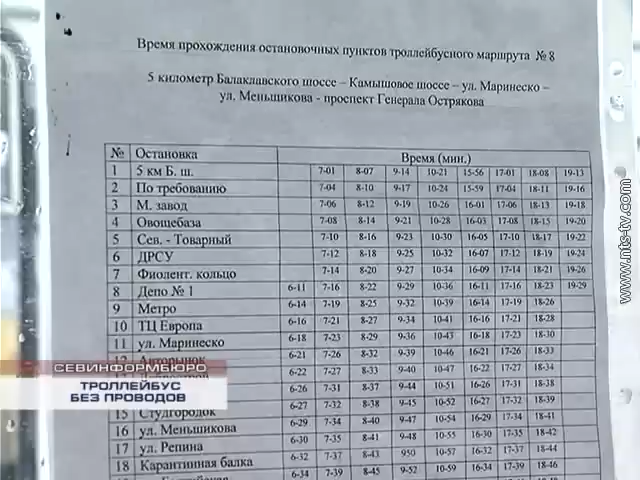 Время прохождения остановочных пунктов троллейбусного маршрута № 8
5 километр Балаклавского шоссе – Камышовое шоссе – ул. Маринеско –
ул. Меньшикова - проспект Генерала Острякова
№ Остановка Время (мин.)
1 5 км Б. ш. 7-01 8-07 9-14 10-21 15-56 17-01 18-08 19-13
2 По требованию 7-04 8-10 9-17 10-24 15-59 17-04 18-11 19-16
3 М. завод 7-06 8-12 9-19 10-26 16-01 17-06 18-13 19-18
4 Овощебаза 7-08 8-14 9-21 10-28 16-03 17-08 18-15 19-20
5 Сев. - Товарный 7-10 8-16 9-23 10-30 16-05 17-10 18-17 19-22
6 ДРСУ 7-12 8-18 9-25 10-32 16-07 17-12 18-19 19-24
7 Фиолент. кольцо 7-14 8-20 9-27 10-34 16-09 17-14 18-21 19-26
8 Депо № 1 6-11 7-16 8-22 9-29 10-36 16-11 17-16 18-23 19-29
9 Метро 6-14 7-19 8-25 9-32 10-39 16-14 17-19 18-26
10 ТЦ Европа 6-16 7-21 8-27 9-34 10-41 16-16 17-21 18-28
11 ул. Маринеско 6-18 7-23 8-29 9-36 10-43 16-18 17-23 18-30
12 Авторынок 6-21 7-26 8-32 9-39 10-46 16-21 17-26 18-33
6-22 7-27 8-33 9-40 10-47 16-22 17-27 18-34
6-26 7-31 8-37 9-44 10-51 16-26 17-31 18-38
15 Студгородок 6-27 7-32 8-38 9-45 10-52 16-27 17-32 18-39
16 ул. Меньшикова 6-29 7-34 8-40 9-47 10-54 16-29 17-34 18-41
17 ул. Репина 6-30 7-35 8-41 9-48 10-55 16-30 17-35 18-42
18 Карантинная балка 6-32 7-37 8-43 950 10-57 16-32 17-37 18-44
6-34 7-39 8-45 9-52 10-59 16-34 17-39 18-46
СЕВИНФОРМБЮРО
ТРОЛЛЕЙБУС
БЕЗ ПРОВОДОВ
www.nts-tv.com